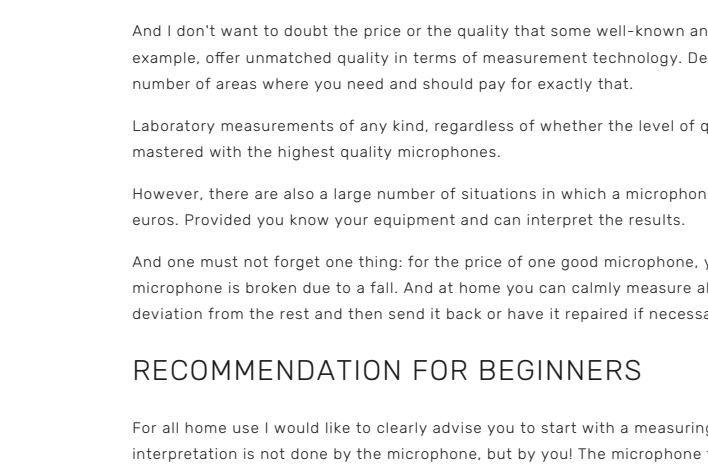 And I don't want to doubt the price or the quality that some well-known
example, offer unmatched quality in terms of measurement technology.
number of areas where you need and should pay for exactly that.
Laboratory measurements of any kind, regardless of whether the level of
mastered with the highest quality microphones.
However, there are also a large number of situations in which a
euros. Provided you know your equipment and can interpret the results.
And one must not forget one thing: for the price of one good microphone,
microphone is broken due to a fall. And at home you can calmly measure
deviation from the rest and then send it back or have it repaired if
RECOMMENDATION FOR BEGINNERS
For all home use I would like to clearly advise you to start with a
interpretation is not done by the microphone, but by you! The microphone